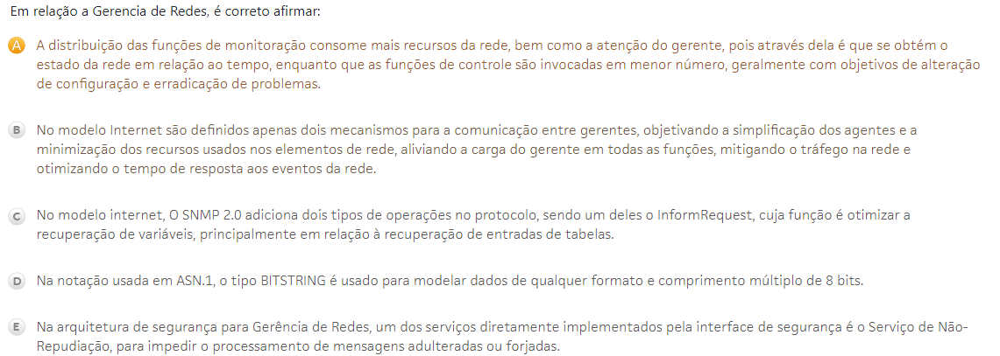 Em relação a Gerencia de Redes, é correto afirmar:
A A distribuição das funções de monitoração consome mais recursos da rede, bem como a atenção do gerente, pois através dela é que se obtém o
estado da rede em relação ao tempo, enquanto que as funções de controle são invocadas em menor número, geralmente com objetivos de alteração
de configuração e erradicação de problemas.
B No modelo Internet são definidos apenas dois mecanismos para a comunicação entre gerentes, objetivando a simplificação dos agentes e a
minimização dos recursos usados nos elementos de rede, aliviando a carga do gerente em todas as funções, mitigando o tráfego na rede e
otimizando o tempo de resposta aos eventos da rede.
C No modelo internet, O SNMP 2.0 adiciona dois tipos de operações no protocolo, sendo um deles o InformRequest, cuja função é otimizar a
recuperação de variáveis, principalmente em relação à recuperação de entradas de tabelas.
D Na notação usada em ASN.1, o tipo BITSTRING é usado para modelar dados de qualquer formato e comprimento múltiplo de 8 bits.
E Na arquitetura de segurança para Gerência de Redes, um dos serviços diretamente implementados pela interface de segurança é o Serviço de Não-
Repudiação, para impedir o processamento de mensagens adulteradas ou forjadas.